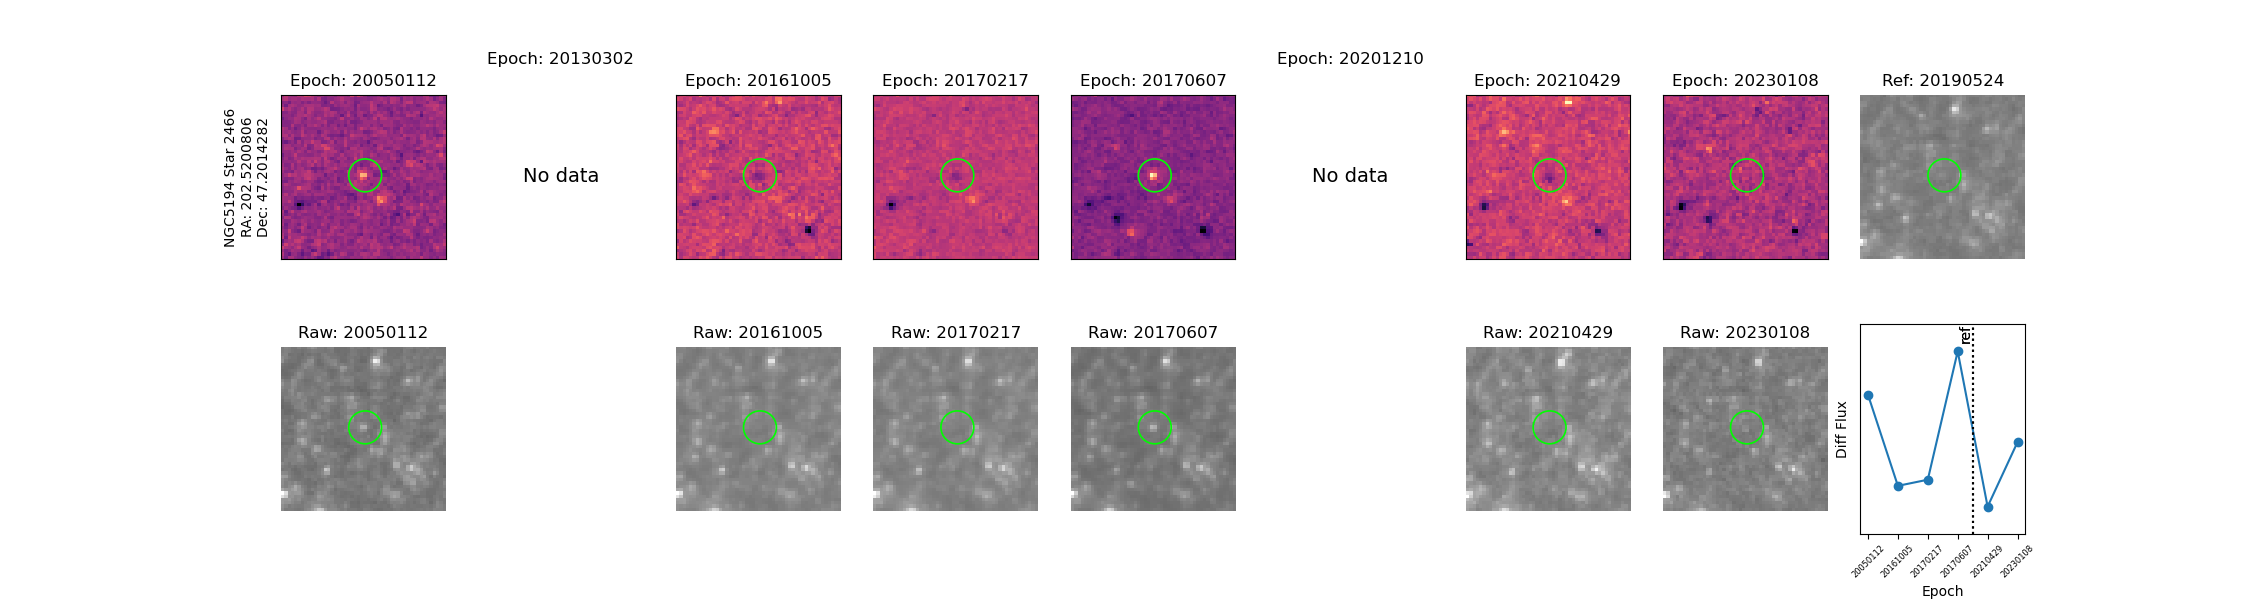 Epoch: 20130302
Epoch: 20201210
Epoch: 20050112
Epoch: 20161005
Epoch: 20170217
Epoch: 20170607
Epoch: 20210429
Epoch: 20230108
Ref: 20190524
NGC5194 Star 2466
RA: 202.5200806
Dec: 47.2014282
No data
No data
Raw: 20050112
Raw: 20161005
Raw: 20170217
Raw: 20170607
Raw: 20210429
Raw: 20230108
ref
Diff Flux
20050112
20161005
20170217
20170607
20210429
20230108
Epoch